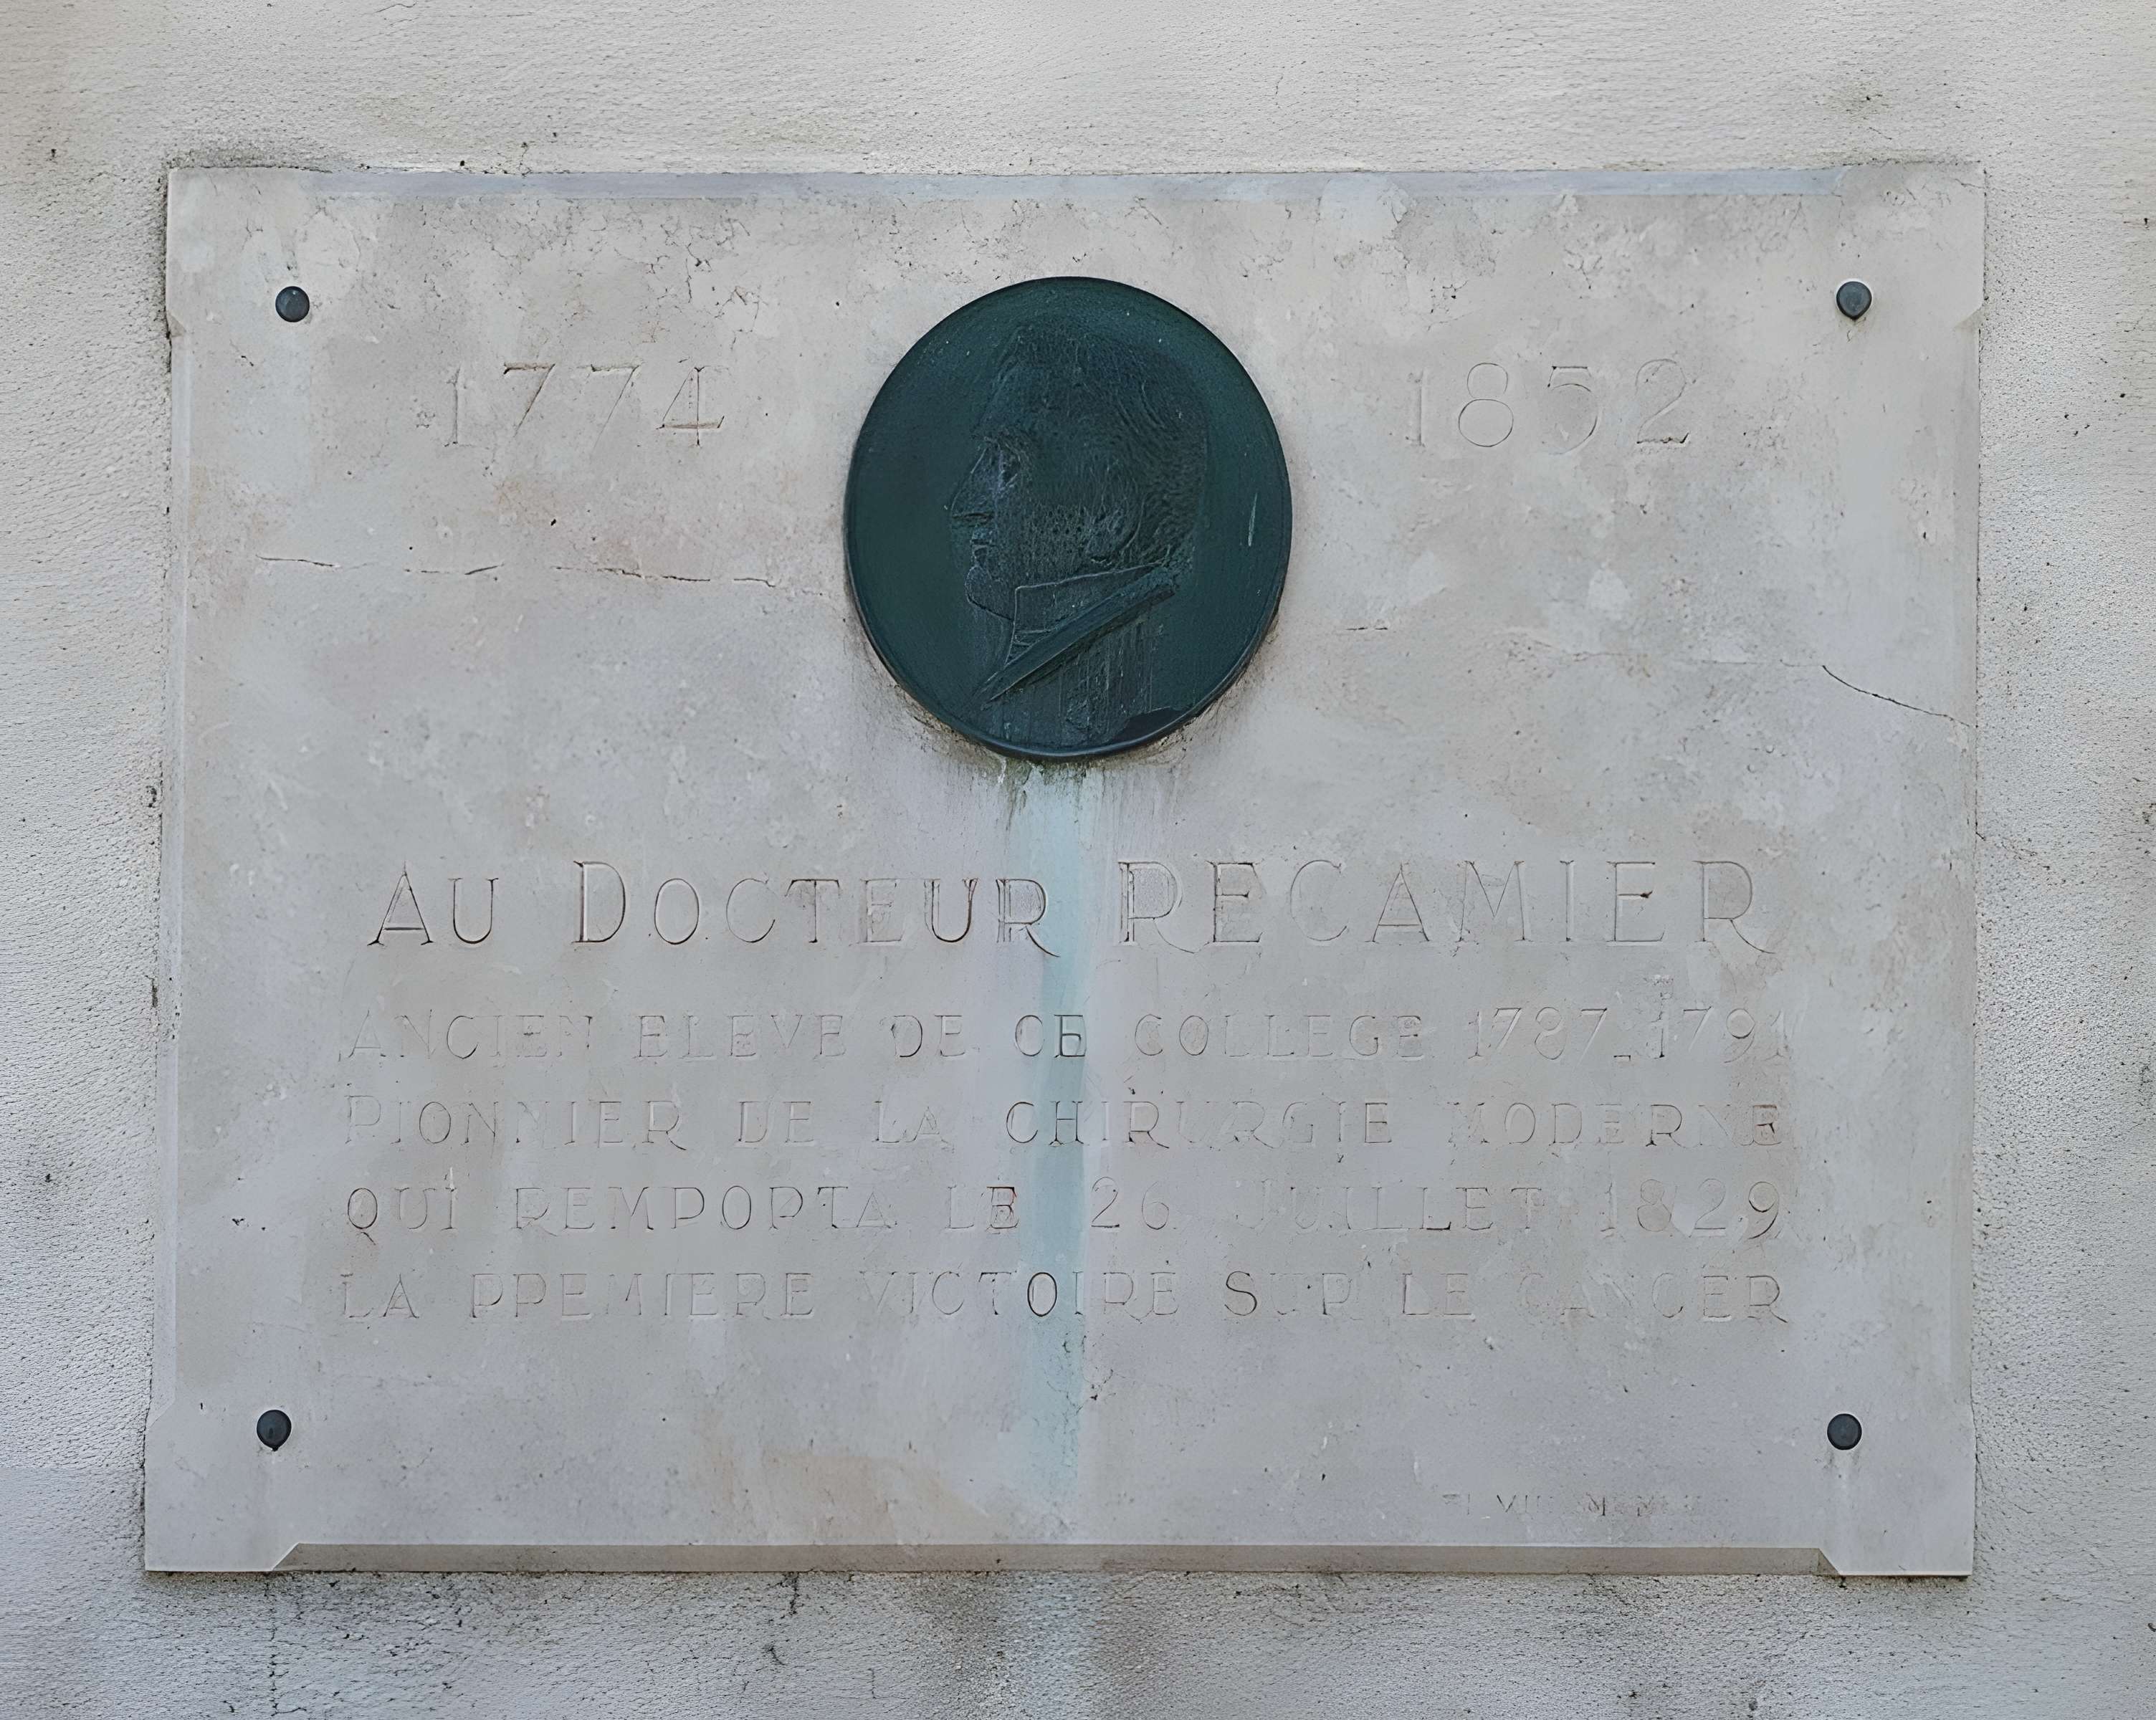 1774 1852
AU DOCTEUR RECAMIER
ANCIEN ELEVE DE CE COLLEGE 1787_1791
PIONNIER DE LA CHIRURGIE MODERNE
QUI REMPORTA LE 26 JUILLET 1829
LA PREMIERE VICTOIRE SUR LE CANCER